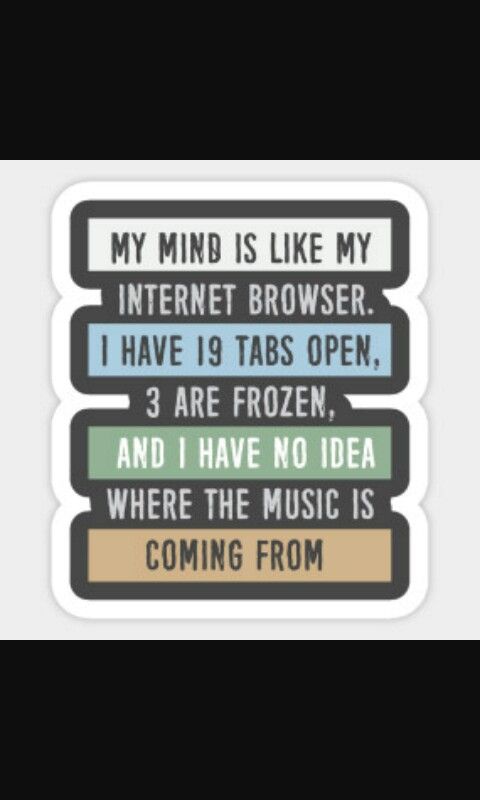 MY MIND IS LIKE MY
INTERNET BROWSER.
I HAVE 19 TABS OPEN,
3 ARE FROZEN,
AND I HAVE NO IDEA
WHERE THE MUSIC IS
COMING FROM